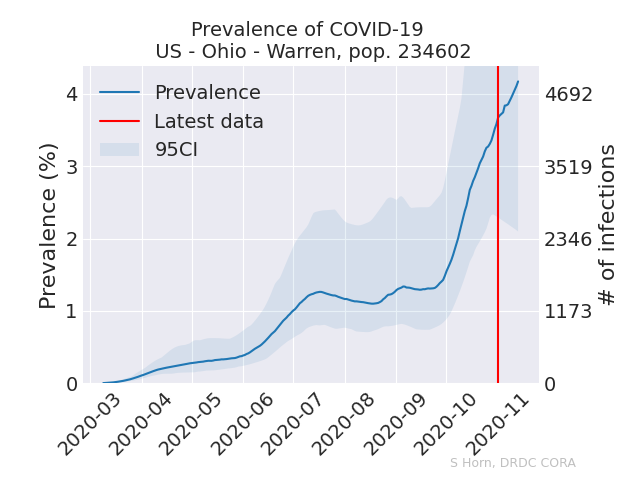 Prevalence of COVID-19
US - Ohio - Warren, pop. 234602
Prevalence
Latest data
95CI
Prevalence (%)
4
3
2
1
0
4692
3519
2346
1173
0
# of infections
2020-03
2020-04
2020-05
2020-06
2020-07
2020-08
2020-09
2020-10
2020-11
S Horn, DRDC CORA